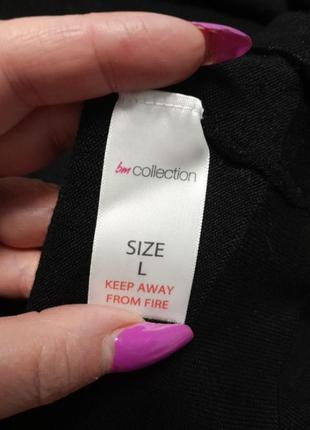 bm collection
SIZE
L
KEEP AWAY
FROM FIRE